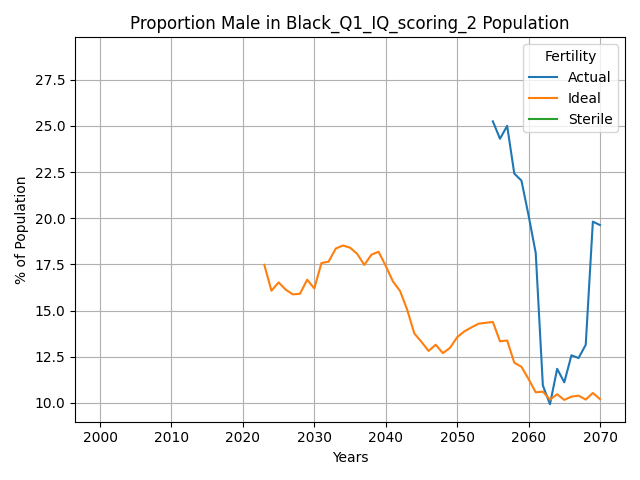 Proportion Male in Black_Q1_IQ_scoring_2 Population
Fertility
Actual
Ideal
Sterile
% of Population
27.5
25.0
22.5
20.0
17.5
15.0
12.5
10.0
2000 2010 2020 2030 2040 2050 2060 2070
Years